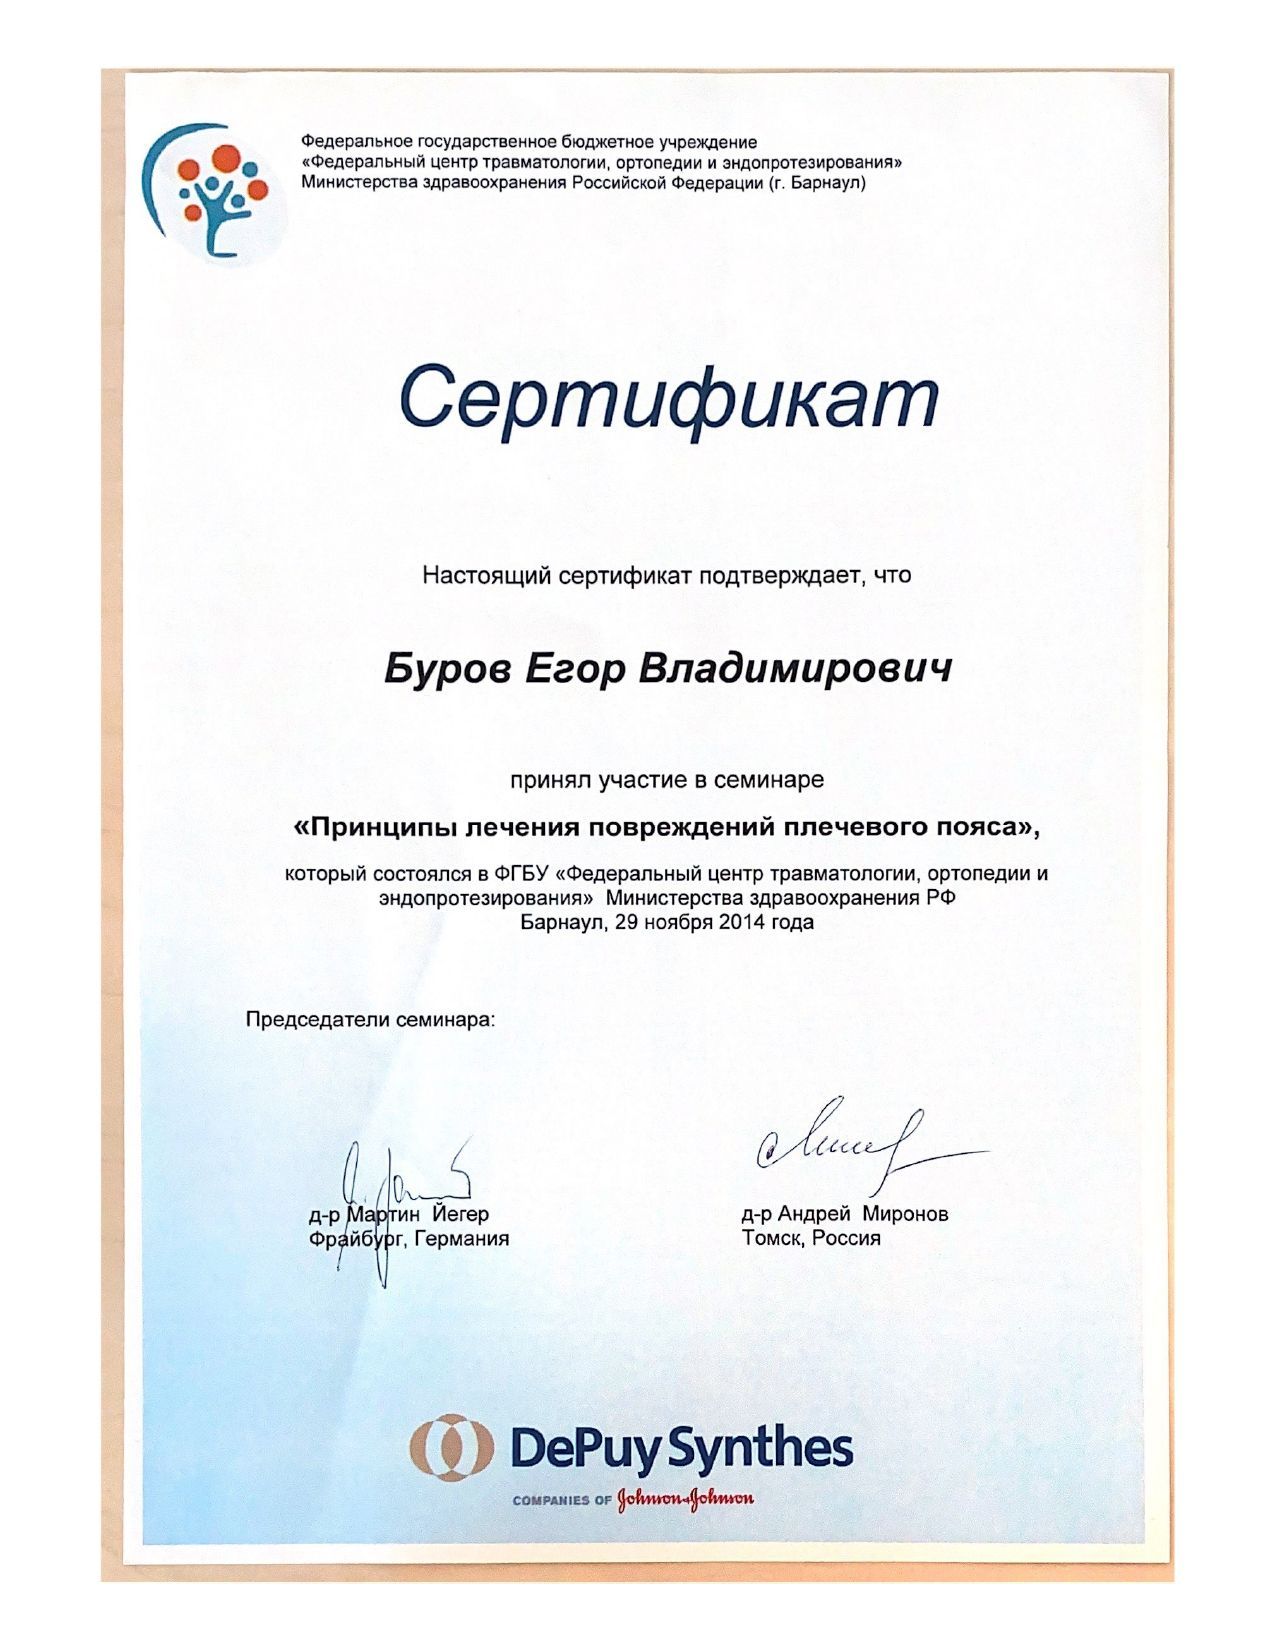 Федеральное государственное бюджетное учреждение
«Федеральный центр травматологии, ортопедии и эндопротезирования»
Министерства здравоохранения Российской Федерации (г. Барнаул)
Сертификат
Настоящий сертификат подтверждает, что
Буров Егор Владимирович
принял участие в семинаре
«Принципы лечения повреждений плечевого пояса»,
который состоялся в ФГБУ «Федеральный центр травматологии, ортопедии и
эндопротезирования» Министерства здравоохранения РФ
Барнаул, 29 ноября 2014 года
Председатели семинара:
д-р Мартин Йегер
Фрайбург, Германия
д-р Андрей Миронов
Томск, Россия
DePuy Synthes
COMPANIES OF Johnson & Johnson